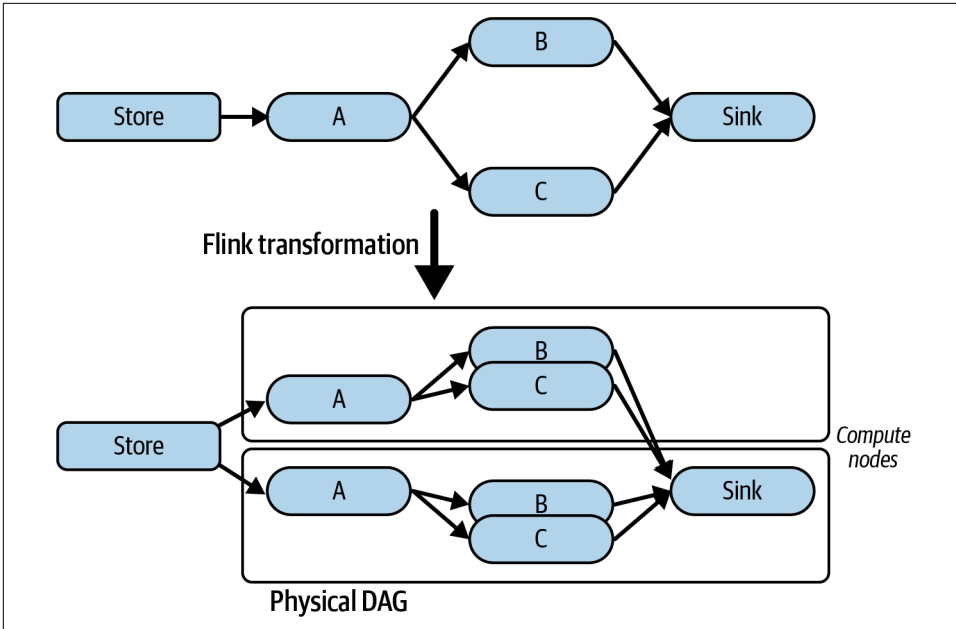 B
Store
A
Sink
C
Flink transformation
B
C
A
Store
Compute
nodes
A
B
Sink
C
Physical DAG